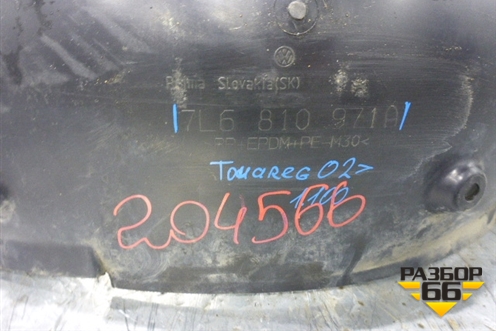 Slovakia(SK)
7L6 810 971A
PP-EPDM+PE-M30<
Touareg 02>
1100
204566
РАЗБОР
66